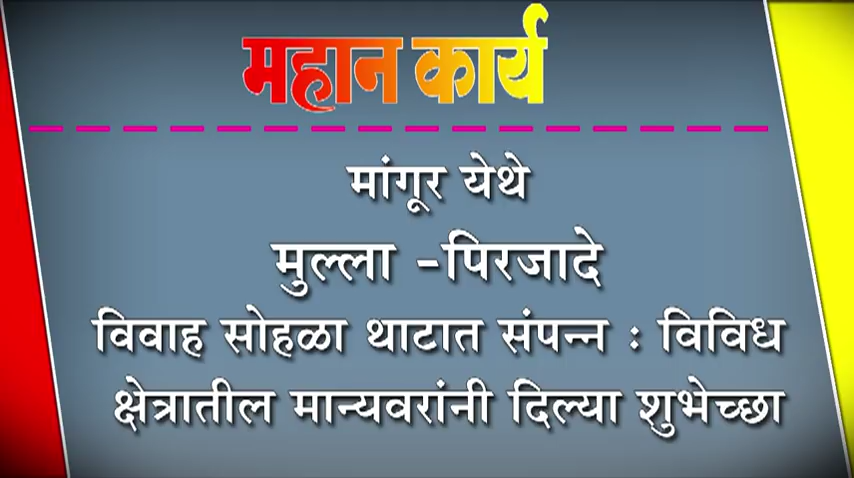 महान कार्य
मांगूर येथे
मुल्ला -पिरजादे
विवाह सोहळा थाटात संपन्न : विविध
क्षेत्रातील मान्यवरांनी दिल्या शुभेच्छा